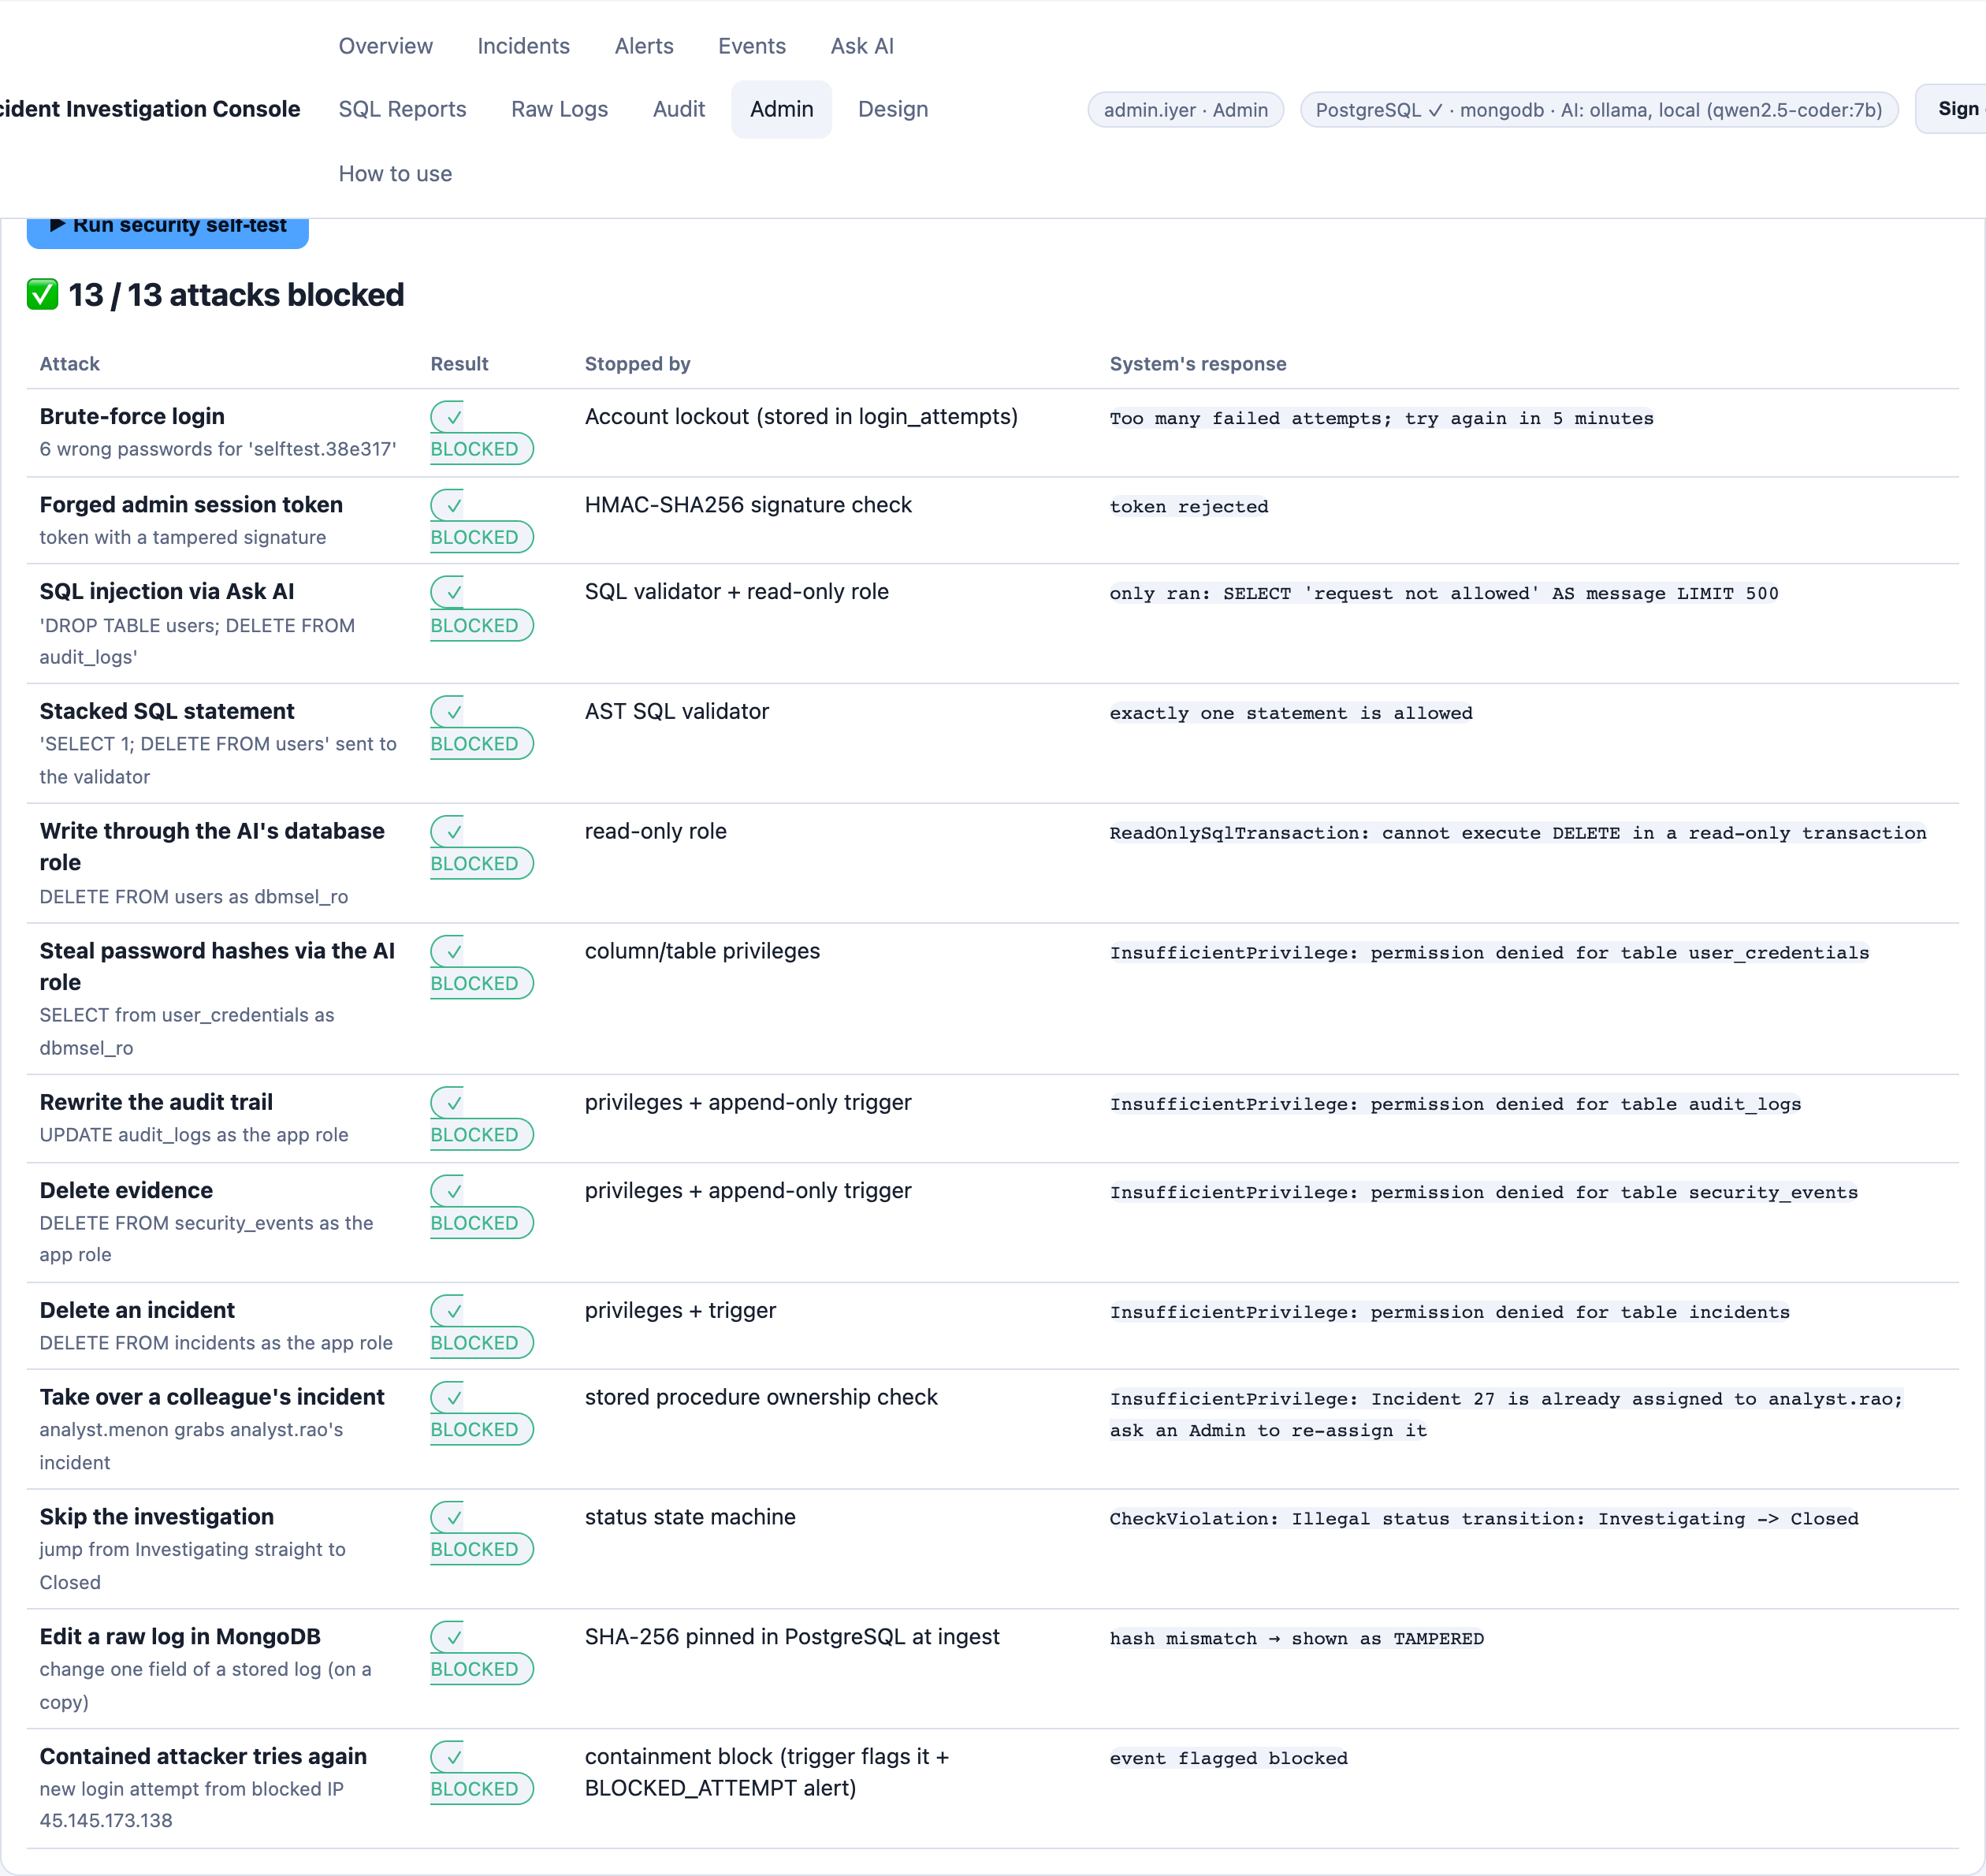 Overview Incidents Alerts Events Ask AI
cident Investigation Console SQL Reports Raw Logs Audit Admin Design admin.iyer · Admin PostgreSQL ✓ · mongodb · AI: ollama, local (qwen2.5-coder:7b) Sign
How to use
▶ Run security self-test
✅ 13 / 13 attacks blocked
Attack Result Stopped by System's response
Brute-force login ✓ Account lockout (stored in login_attempts) Too many failed attempts; try again in 5 minutes
6 wrong passwords for 'selftest.38e317' BLOCKED
Forged admin session token ✓ HMAC-SHA256 signature check token rejected
token with a tampered signature BLOCKED
SQL injection via Ask AI ✓ SQL validator + read-only role only ran: SELECT 'request not allowed' AS message LIMIT 500
'DROP TABLE users; DELETE FROM BLOCKED
audit_logs'
Stacked SQL statement ✓ AST SQL validator exactly one statement is allowed
'SELECT 1; DELETE FROM users' sent to BLOCKED
the validator
Write through the AI's database ✓ read-only role ReadOnlySqlTransaction: cannot execute DELETE in a read-only transaction
role BLOCKED
DELETE FROM users as dbmsel_ro
Steal password hashes via the AI ✓ column/table privileges InsufficientPrivilege: permission denied for table user_credentials
role BLOCKED
SELECT from user_credentials as
dbmsel_ro
Rewrite the audit trail ✓ privileges + append-only trigger InsufficientPrivilege: permission denied for table audit_logs
UPDATE audit_logs as the app role BLOCKED
Delete evidence ✓ privileges + append-only trigger InsufficientPrivilege: permission denied for table security_events
DELETE FROM security_events as the BLOCKED
app role
Delete an incident ✓ privileges + trigger InsufficientPrivilege: permission denied for table incidents
DELETE FROM incidents as the app role BLOCKED
Take over a colleague's incident ✓ stored procedure ownership check InsufficientPrivilege: Incident 27 is already assigned to analyst.rao;
analyst.menon grabs analyst.rao's BLOCKED ask an Admin to re-assign it
incident
Skip the investigation ✓ status state machine CheckViolation: Illegal status transition: Investigating -> Closed
jump from Investigating straight to BLOCKED
Closed
Edit a raw log in MongoDB ✓ SHA-256 pinned in PostgreSQL at ingest hash mismatch → shown as TAMPERED
change one field of a stored log (on a BLOCKED
copy)
Contained attacker tries again ✓ containment block (trigger flags it + event flagged blocked
new login attempt from blocked IP BLOCKED BLOCKED_ATTEMPT alert)
45.145.173.138